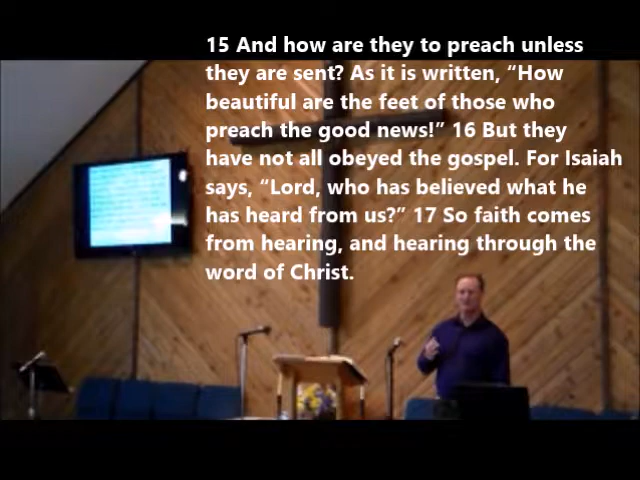 15 And how are they to preach unless
they are sent? As it is written, “How
beautiful are the feet of those who
preach the good news!” 16 But they
have not all obeyed the gospel. For Isaiah
says, “Lord, who has believed what he
has heard from us?” 17 So faith comes
from hearing, and hearing through the
word of Christ.